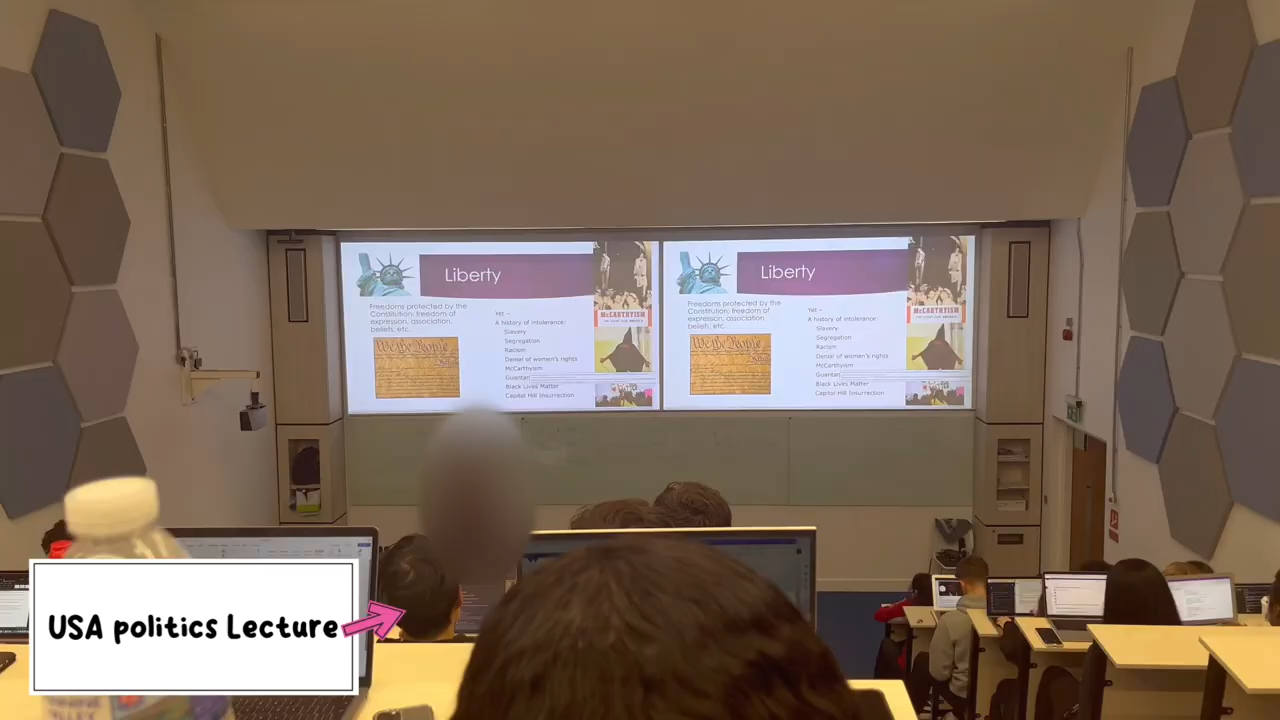 Liberty
Freedoms protected by the
Constitution: freedom of
expression, association,
beliefs, etc.
We the People
Yet –
A history of intolerance:
Slavery
Segregation
Racism
Denial of women's rights
McCarthyism
Guantan
Black Lives Matter
Capitol Hill Insurrection
McCARTHYISM
Liberty
Freedoms protected by the
Constitution: freedom of
expression, association,
beliefs, etc.
We the People
Yet –
A history of intolerance:
Slavery
Segregation
Racism
Denial of women's rights
McCarthyism
Guantan
Black Lives Matter
Capitol Hill Insurrection
McCARTHYISM
USA politics Lecture